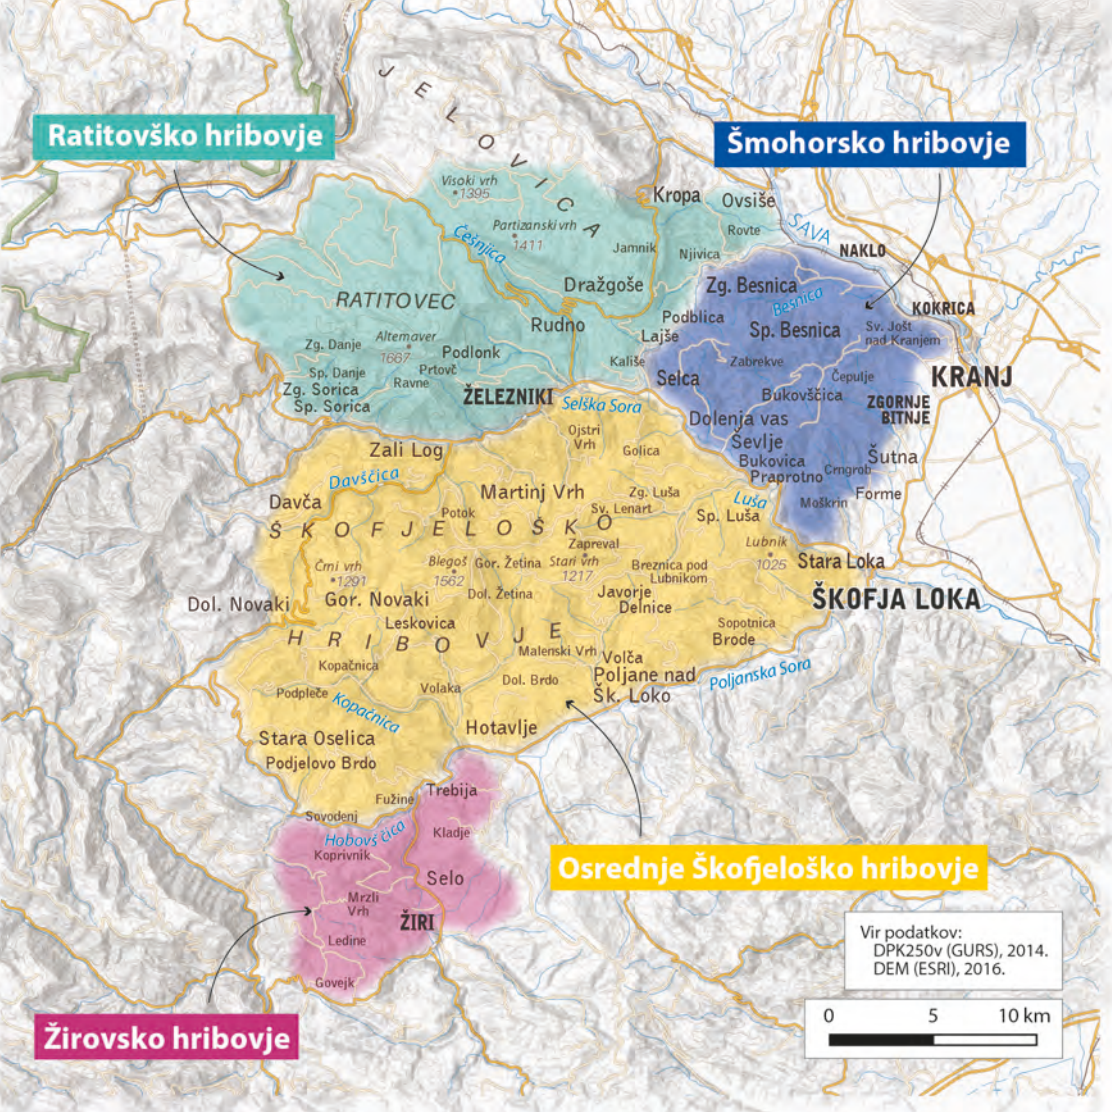 JELOVICA
Ratitovško hribovje
Šmohorsko hribovje
Visoki vrh
1395
Kropa
Ovsiše
Partizanski vrh
1411
Češnjica
Rovte
SAVA
Jamnik
Njivica
NAKLO
Dražgoše
Zg. Besnica
RATITOVEC
Besnica
KOKRICA
Podblica
Rudno
Sp. Besnica
Sv. Jošt
nad Kranjem
Lajše
Zg. Danje
Altemaver
1667
Podlonk
Kališe
Zabrekve
Sp. Danje
Prtovč
Ravne
Selca
Čepulje
KRANJ
Zg. Sorica
Sp. Sorica
ŽELEZNIKI
Bukovščica
ZGORNJE
BITNJE
Selška Sora
Dolenja vas
Ojstri
Vrh
Ševlje
Zali Log
Golica
Bukovica
Šutna
Praprotno
Crngrob
Davščica
Davča
Martinj Vrh
Zg. Luša
Luša
Forme
Moškrin
Potok
Sv. Lenart
Sp. Luša
ŠKOFJELOŠKO
Zapreval
Lubnik
1025
Stara Loka
Črni vrh
1291
Blegoš
1562
Gor. Žetina
Stari vrh
1217
Breznica pod
Lubnikom
Dol. Žetina
Javorje
ŠKOFJA LOKA
Dol. Novaki
Gor. Novaki
Delnice
Leskovica
Sopotnica
HRIBOVJE
Brode
Malenski Vrh
Volča
Kopačnica
Poljane nad
Šk. Loko
Poljanska Sora
Podpleče
Volaka
Dol. Brdo
Kopačnica
Hotavlje
Stara Oselica
Podjelovo Brdo
Trebija
Fužine
Sovodenj
Hobovščica
Kladje
Koprivnik
Osrednje Škofjeloško hribovje
Selo
Mrzli
Vrh
ŽIRI
Ledine
Govejk
Vir podatkov:
DPK250v (GURS), 2014.
DEM (ESRI), 2016.
0 5 10 km
Žirovsko hribovje